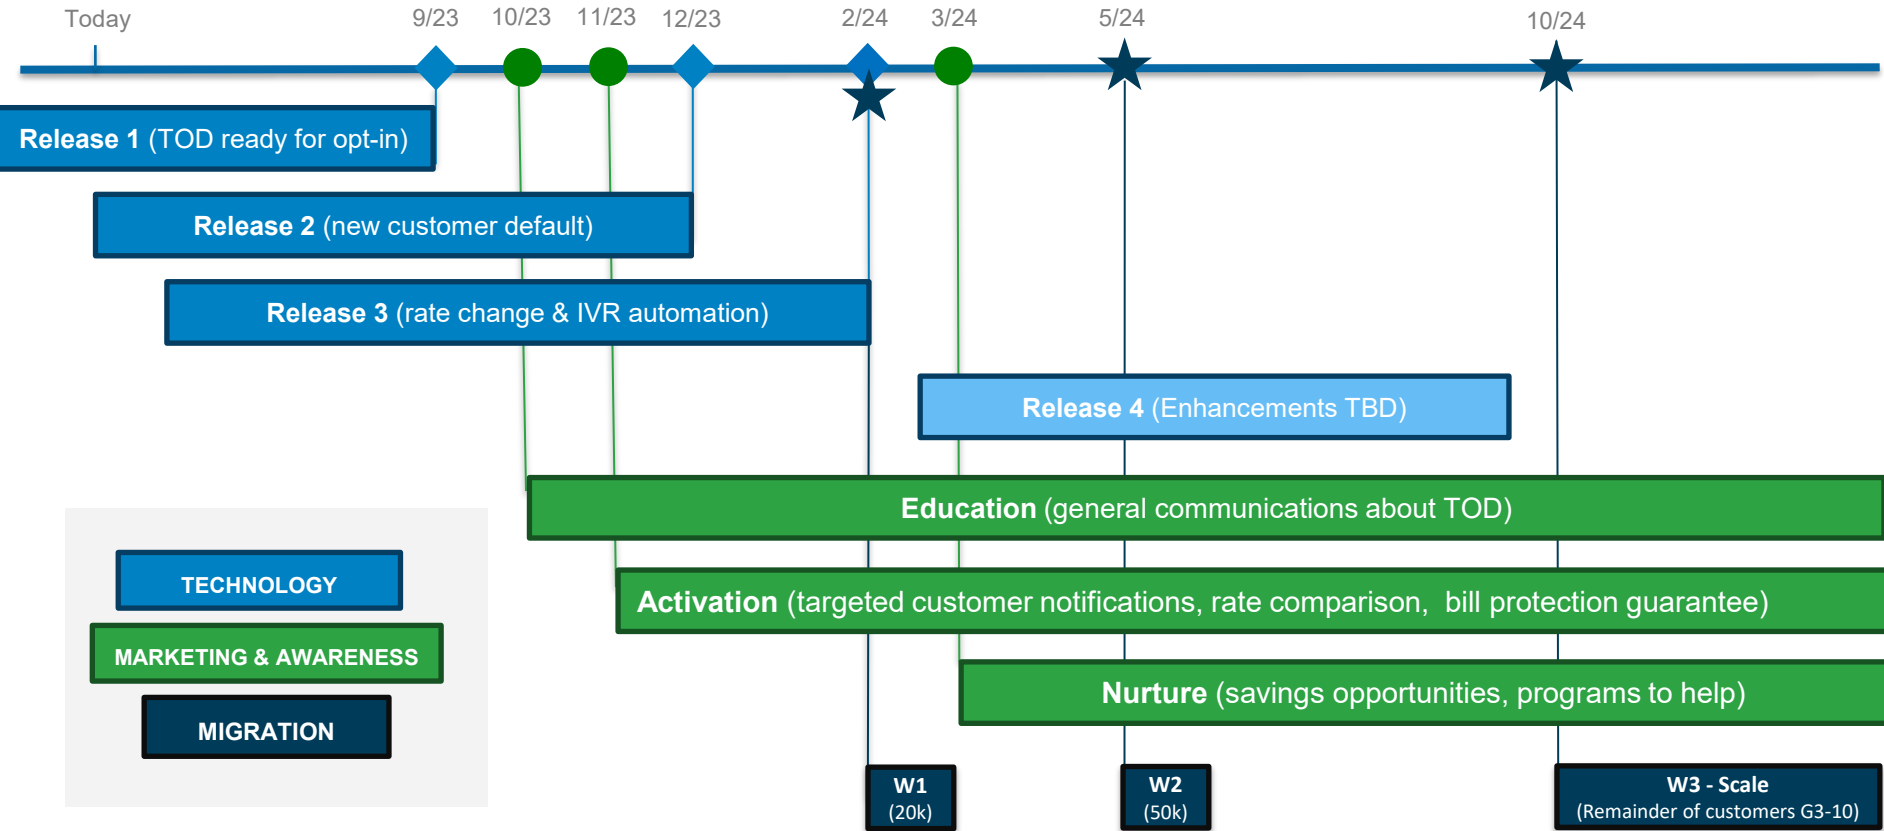 Today 9/23 10/23 11/23 12/23 2/24 3/24 5/24 10/24
Release 1 (TOD ready for opt-in)
Release 2 (new customer default)
Release 3 (rate change & IVR automation)
Release 4 (Enhancements TBD)
Education (general communications about TOD)
Activation (targeted customer notifications, rate comparison, bill protection guarantee)
Nurture (savings opportunities, programs to help)
TECHNOLOGY
MARKETING & AWARENESS
MIGRATION
W1
(20k)
W2
(50k)
W3 - Scale
(Remainder of customers G3-10)